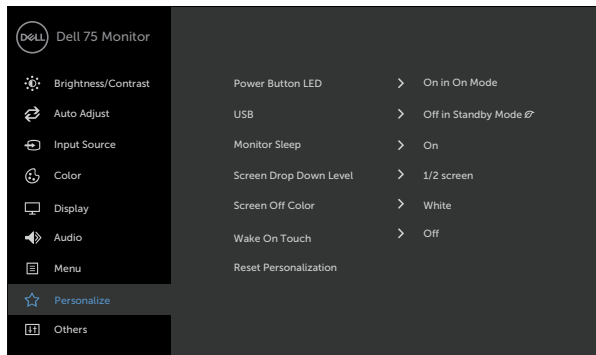 DELL Dell 75 Monitor
Brightness/Contrast
Auto Adjust
Input Source
Color
Display
Audio
Menu
Personalize
Others
Power Button LED > On in On Mode
USB > Off in Standby Mode
Monitor Sleep > On
Screen Drop Down Level > 1/2 screen
Screen Off Color > White
Wake On Touch > Off
Reset Personalization